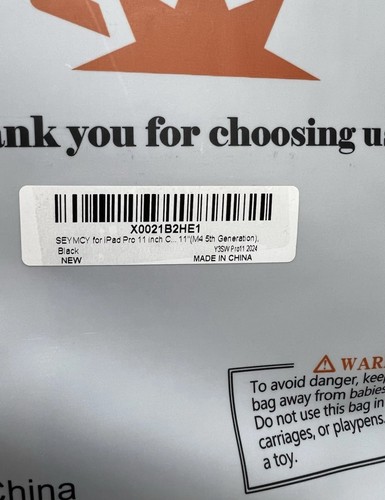 ank you for choosing us
X0021B2HE1
SEYMCY for iPad Pro 11 inch C... 11"(M4 5th Generation),
Black Y3SW Pro11 2024
NEW MADE IN CHINA
WAR
To avoid danger, keep
bag away from babies
Do not use this bag in
carriages, or playpens.
a toy.
China